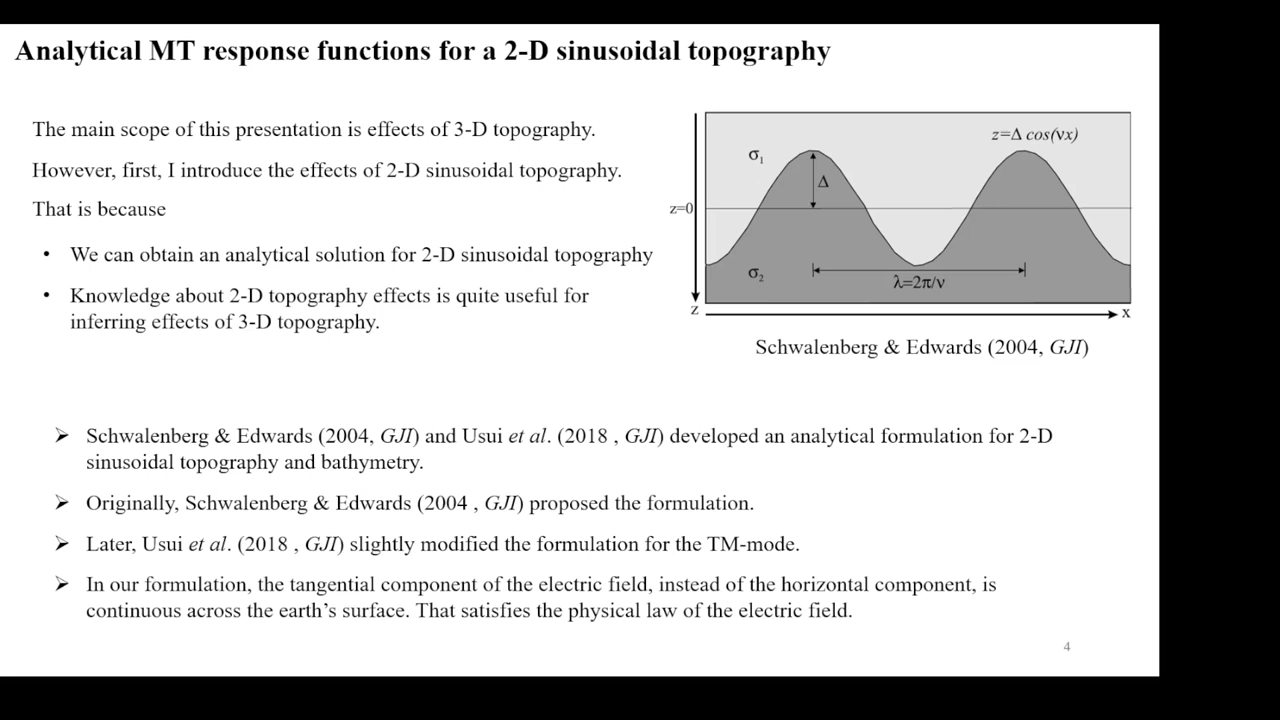 Analytical MT response functions for a 2-D sinusoidal topography
The main scope of this presentation is effects of 3-D topography.
However, first, I introduce the effects of 2-D sinusoidal topography.
That is because
• We can obtain an analytical solution for 2-D sinusoidal topography
• Knowledge about 2-D topography effects is quite useful for
inferring effects of 3-D topography.
z=Δ cos(νx)
σ₁
Δ
z=0
σ₂
λ=2π/ν
z
x
Schwalenberg & Edwards (2004, GJI)
➢ Schwalenberg & Edwards (2004, GJI) and Usui et al. (2018 , GJI) developed an analytical formulation for 2-D
sinusoidal topography and bathymetry.
➢ Originally, Schwalenberg & Edwards (2004 , GJI) proposed the formulation.
➢ Later, Usui et al. (2018 , GJI) slightly modified the formulation for the TM-mode.
➢ In our formulation, the tangential component of the electric field, instead of the horizontal component, is
continuous across the earth's surface. That satisfies the physical law of the electric field.
4